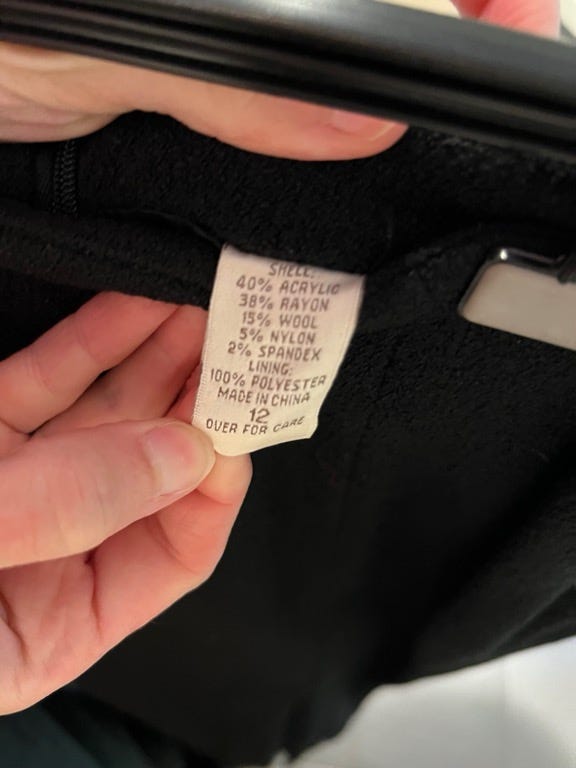 SHELL:
40% ACRYLIC
38% RAYON
15% WOOL
5% NYLON
2% SPANDEX
LINING:
100% POLYESTER
MADE IN CHINA
12
OVER FOR CARE